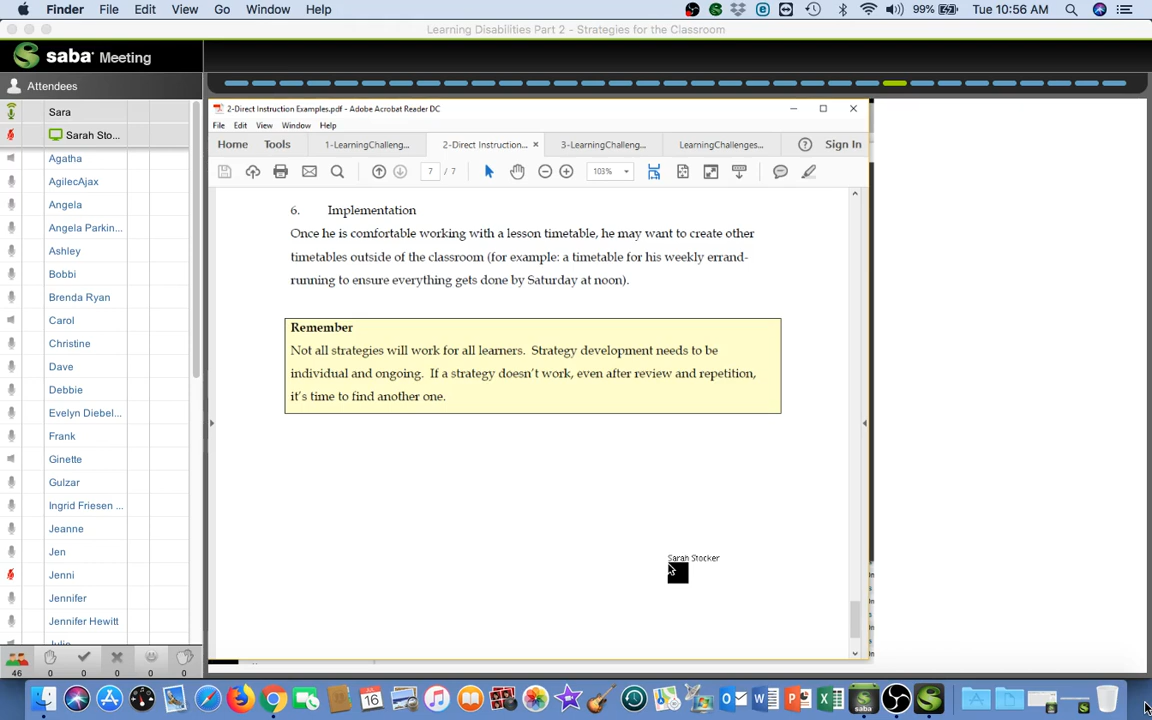 Finder File Edit View Go Window Help
99% Tue 10:56 AM
Learning Disabilities Part 2 - Strategies for the Classroom
saba Meeting
Attendees
Sara
Sarah Sto...
Agatha
AgilecAjax
Angela
Angela Parkin...
Ashley
Bobbi
Brenda Ryan
Carol
Christine
Dave
Debbie
Evelyn Diebel...
Frank
Ginette
Gulzar
Ingrid Friesen ...
Jeanne
Jen
Jenni
Jennifer
Jennifer Hewitt
46 0 0 0 0 0
2-Direct Instruction Examples.pdf - Adobe Acrobat Reader DC
File Edit View Window Help
Home Tools 1-LearningChalleng... 2-Direct Instruction... × 3-LearningChalleng... LearningChallenges... Sign In
7 / 7 103%
6. Implementation
Once he is comfortable working with a lesson timetable, he may want to create other
timetables outside of the classroom (for example: a timetable for his weekly errand-
running to ensure everything gets done by Saturday at noon).
Remember
Not all strategies will work for all learners. Strategy development needs to be
individual and ongoing. If a strategy doesn't work, even after review and repetition,
it's time to find another one.
Sarah Stocker
16
saba